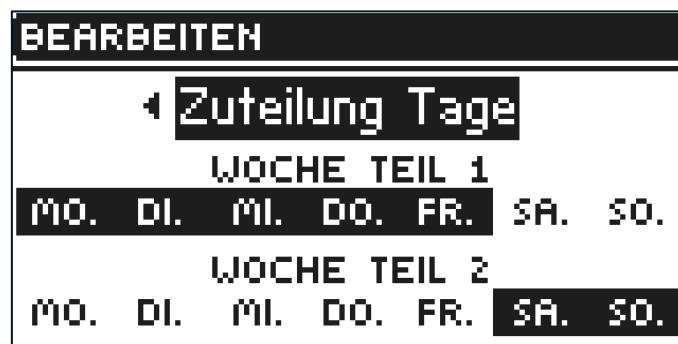 BEARBEITEN
Zuteilung Tage
WOCHE TEIL 1
MO. DI. MI. DO. FR. SA. SO.
WOCHE TEIL 2
MO. DI. MI. DO. FR. SA. SO.